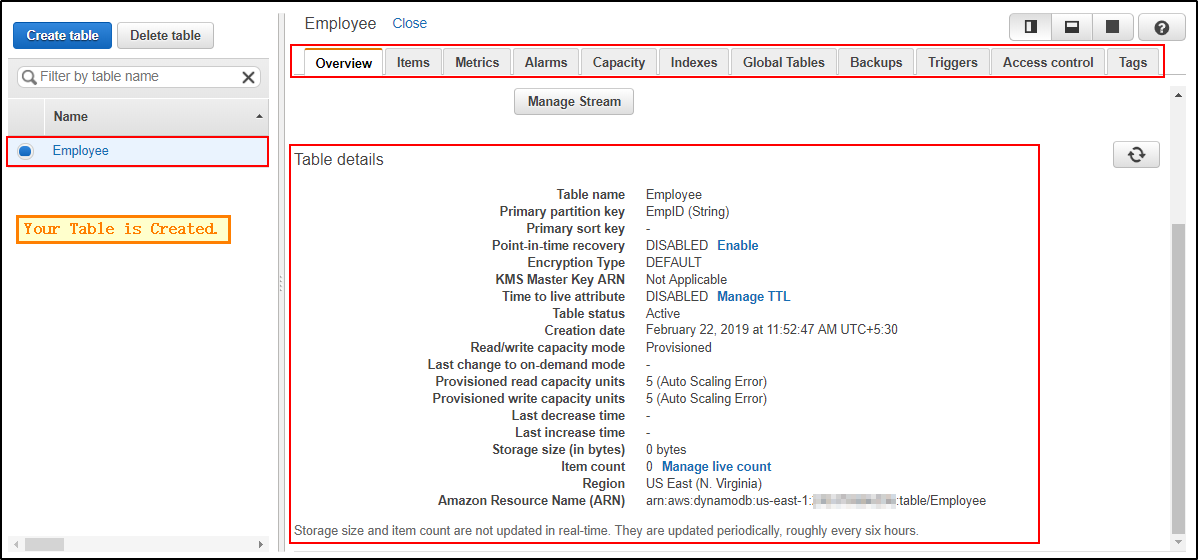 Create table Delete table
Filter by table name
Name
Employee
Your Table is Created.
Employee Close
Overview Items Metrics Alarms Capacity Indexes Global Tables Backups Triggers Access control Tags
Manage Stream
Table details
Table name Employee
Primary partition key EmpID (String)
Primary sort key -
Point-in-time recovery DISABLED Enable
Encryption Type DEFAULT
KMS Master Key ARN Not Applicable
Time to live attribute DISABLED Manage TTL
Table status Active
Creation date February 22, 2019 at 11:52:47 AM UTC+5:30
Read/write capacity mode Provisioned
Last change to on-demand mode -
Provisioned read capacity units 5 (Auto Scaling Error)
Provisioned write capacity units 5 (Auto Scaling Error)
Last decrease time -
Last increase time -
Storage size (in bytes) 0 bytes
Item count 0 Manage live count
Region US East (N. Virginia)
Amazon Resource Name (ARN) arn:aws:dynamodb:us-east-1: :table/Employee
Storage size and item count are not updated in real-time. They are updated periodically, roughly every six hours.